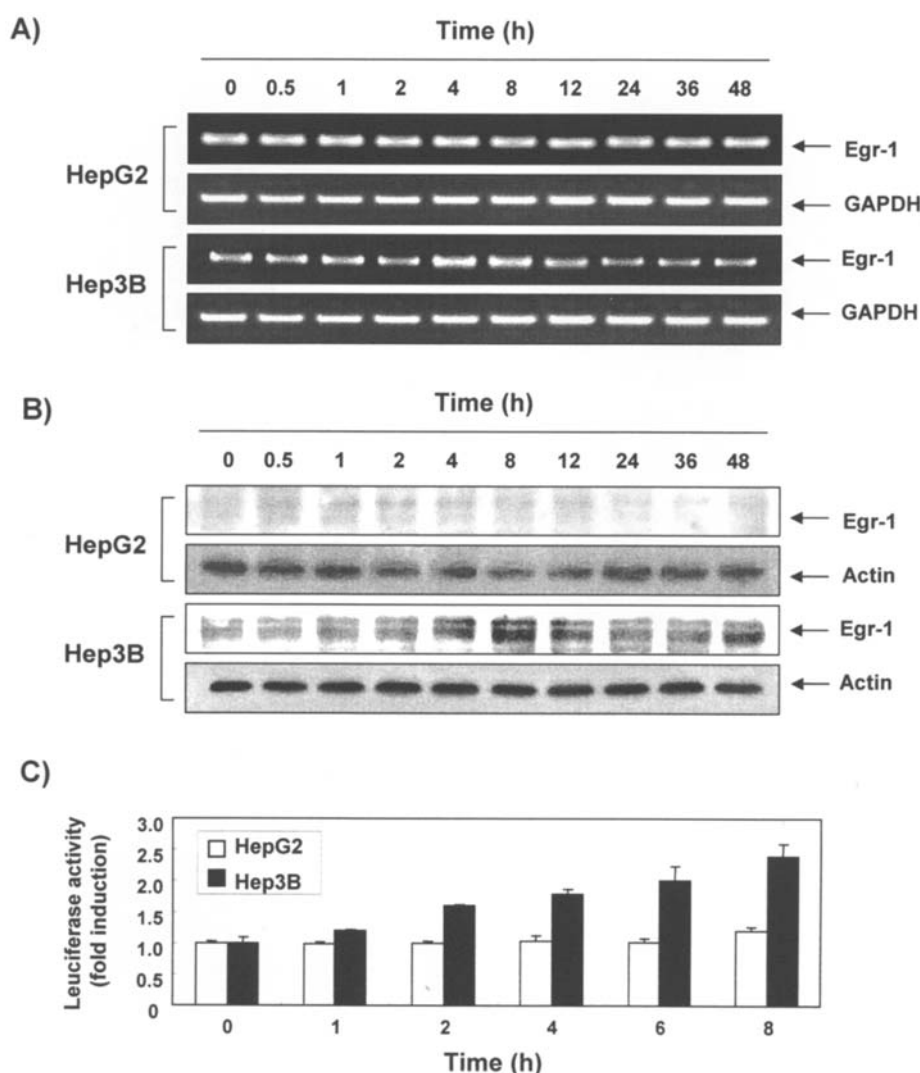 A)
Time (h)
0 0.5 1 2 4 8 12 24 36 48
HepG2
Egr-1
GAPDH
Hep3B
Egr-1
GAPDH
B)
Time (h)
0 0.5 1 2 4 8 12 24 36 48
HepG2
Egr-1
Actin
Hep3B
Egr-1
Actin
C)
Leuciferase activity
(fold induction)
3.0
2.5
2.0
1.5
1.0
0.5
0
HepG2
Hep3B
0 1 2 4 6 8
Time (h)